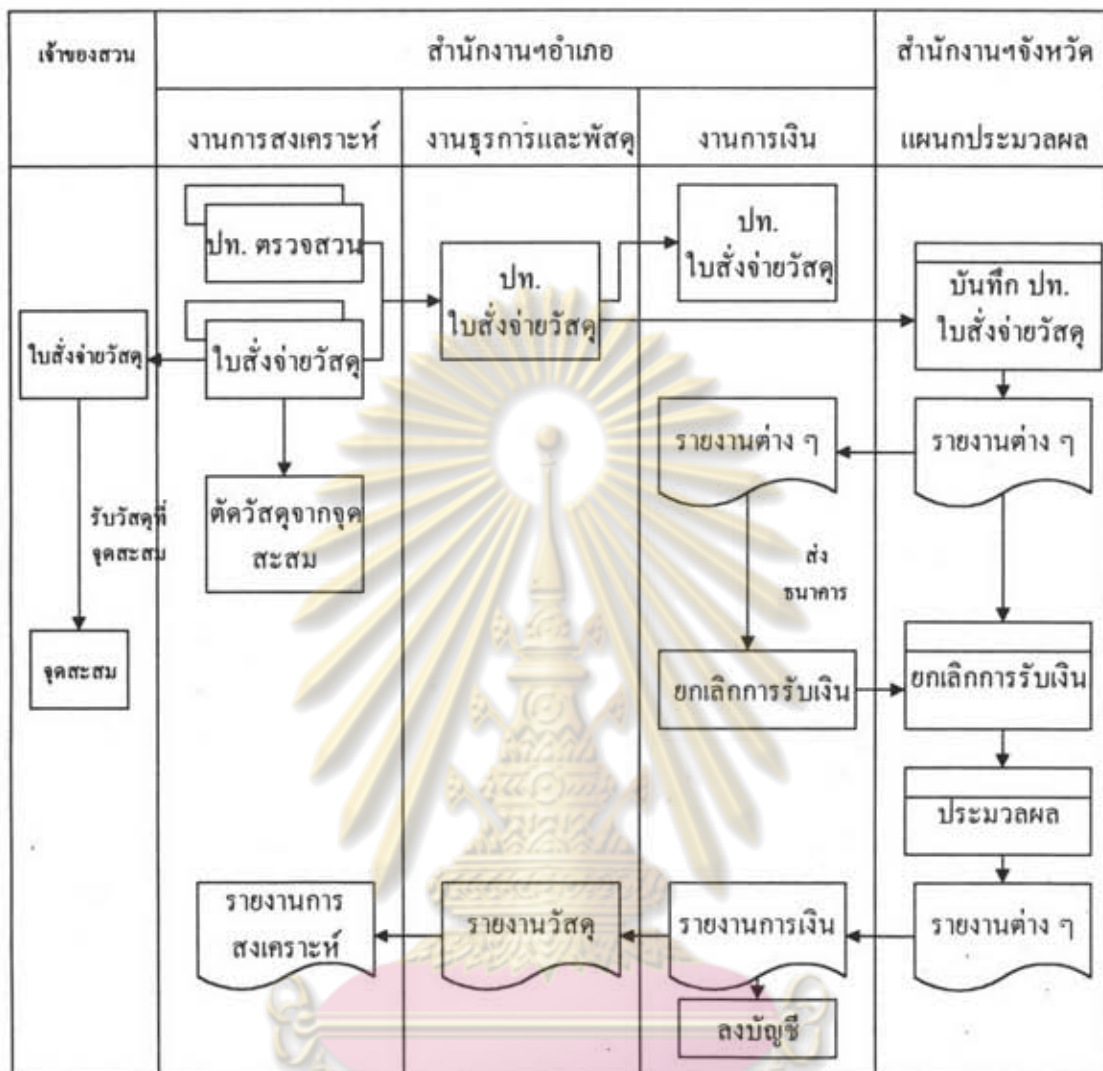 เจ้าของสวน
สำนักงานฯอำเภอ
สำนักงานฯจังหวัด
งานการสงเคราะห์
งานธุรการและพัสดุ
งานการเงิน
แผนกประมวลผล
ปท. ตรวจสวน
ใบสั่งจ่ายวัสดุ
ใบสั่งจ่ายวัสดุ
ปท.
ใบสั่งจ่ายวัสดุ
ปท.
ใบสั่งจ่ายวัสดุ
บันทึก ปท.
ใบสั่งจ่ายวัสดุ
รายงานต่าง ๆ
รายงานต่าง ๆ
รับวัสดุที่
จุดสะสม
ตัดวัสดุจากจุด
สะสม
ส่ง
ธนาคาร
จุดสะสม
ยกเลิกการรับเงิน
ยกเลิกการรับเงิน
ประมวลผล
รายงานการ
สงเคราะห์
รายงานวัสดุ
รายงานการเงิน
รายงานต่าง ๆ
ลงบัญชี